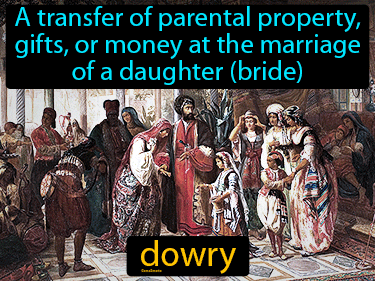 A transfer of parental property,
gifts, or money at the marriage
of a daughter (bride)
dowry